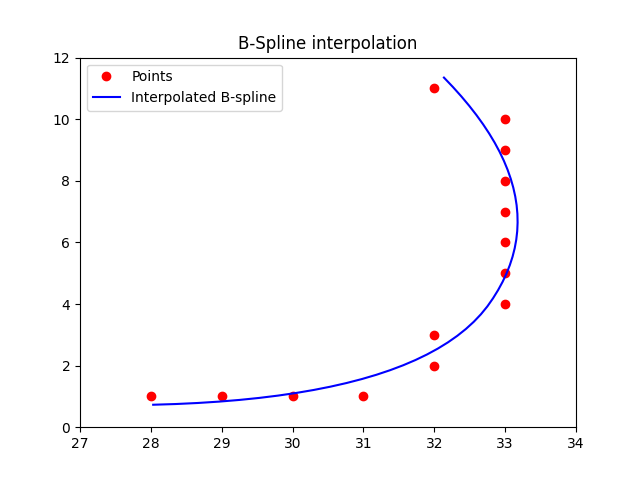 B-Spline interpolation
Points
Interpolated B-spline
12
10
8
6
4
2
0
27 28 29 30 31 32 33 34